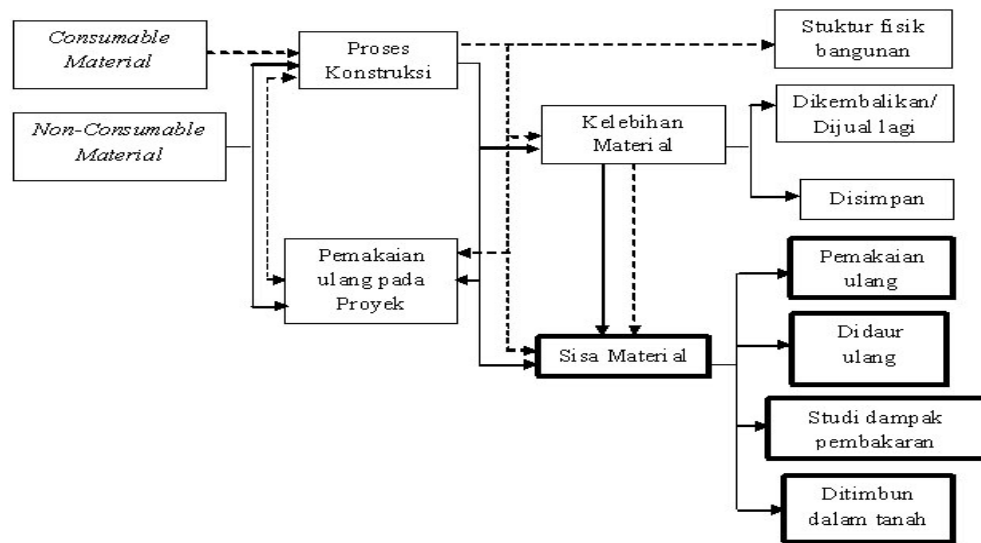 Consumable
Material
Proses
Konstruksi
Stuktur fisik
bangunan
Non-Consumable
Material
Kelebihan
Material
Dikembalikan/
Dijual lagi
Disimpan
Pemakaian
ulang pada
Proyek
Pemakaian
ulang
Sisa Material
Didaur
ulang
Studi dampak
pembakaran
Ditimbun
dalam tanah